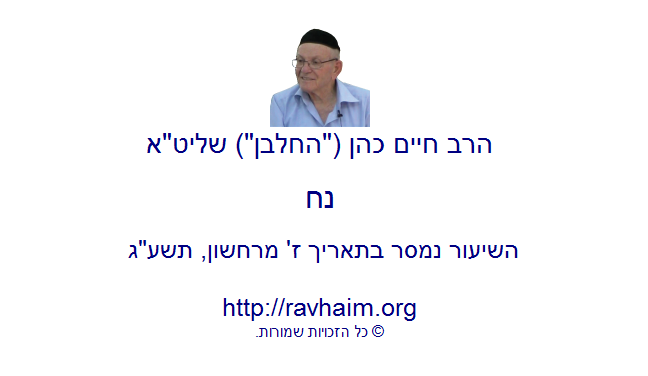 הרב חיים כהן ("החלבן") שליט"א
נח
השיעור נמסר בתאריך ז' מרחשון, תשע"ג
http://ravhaim.org
© כל הזכויות שמורות.